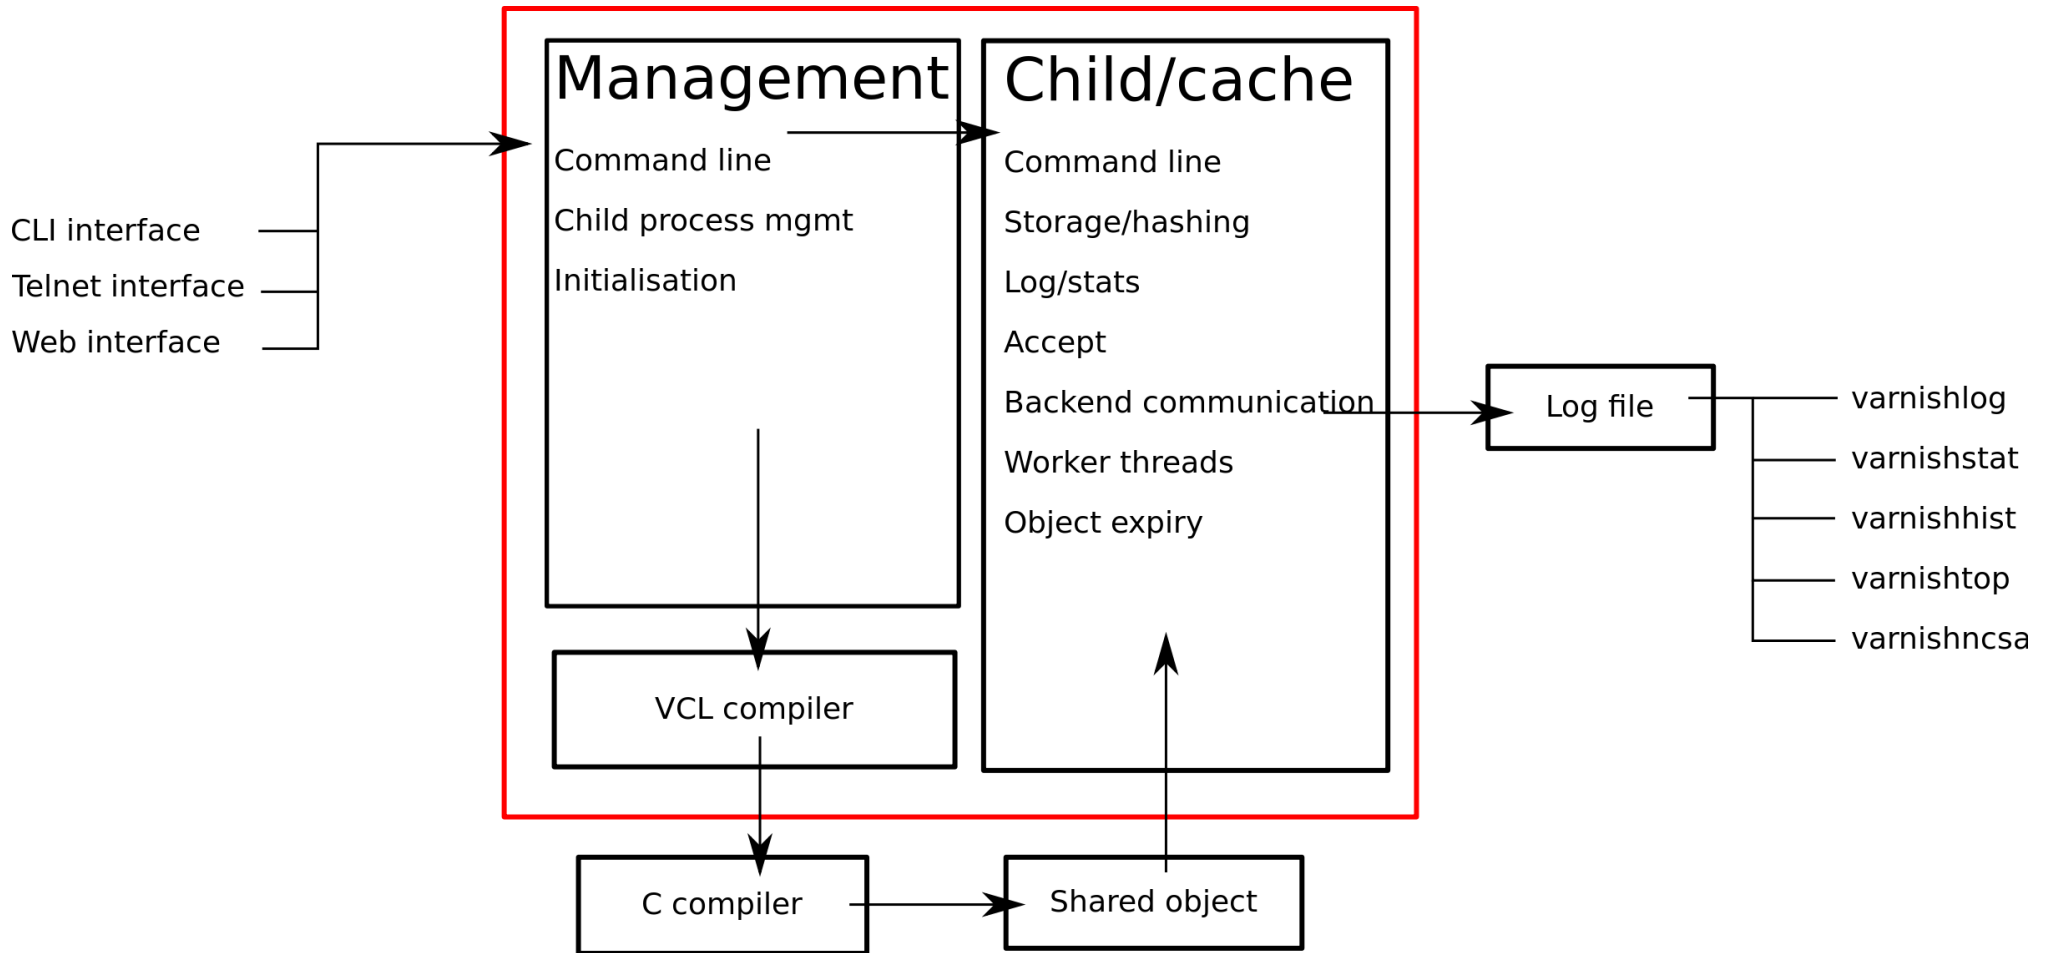 CLI interface
Telnet interface
Web interface
Management
Command line
Child process mgmt
Initialisation
VCL compiler
C compiler
Child/cache
Command line
Storage/hashing
Log/stats
Accept
Backend communication
Worker threads
Object expiry
Shared object
Log file
varnishlog
varnishstat
varnishhist
varnishtop
varnishncsa